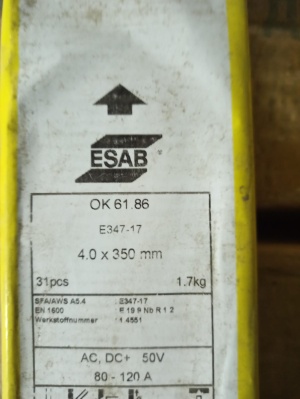 ESAB
OK 61.86
E347-17
4.0 x 350 mm
31pcs 1.7kg
SFA/AWS A5.4 : E347-17
EN 1600 : E 19 9 Nb R 1 2
Werkstoffnummer : 1.4551
AC, DC+ 50V
80 - 120 A